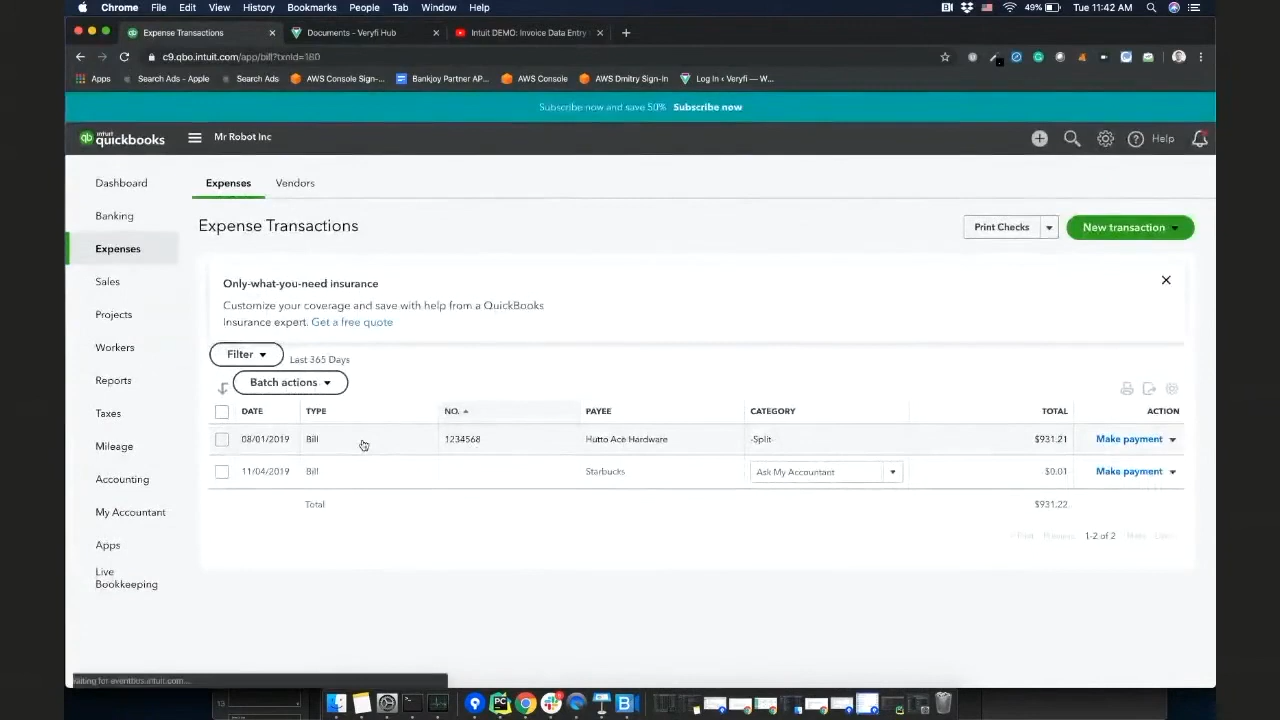 Chrome File Edit View History Bookmarks People Tab Window Help 49% Tue 11:42 AM
Expense Transactions Documents - Veryfi Hub Intuit DEMO: Invoice Data Entry
c9.qbo.intuit.com/app/bill?txnId=180
Apps Search Ads - Apple Search Ads AWS Console Sign-... Bankjoy Partner AP... AWS Console AWS Dmitry Sign-In Log In ‹ Veryfi — W...
Subscribe now and save 50% Subscribe now
intuit quickbooks Mr Robot Inc Help
Dashboard
Banking
Expenses
Sales
Projects
Workers
Reports
Taxes
Mileage
Accounting
My Accountant
Apps
Live
Bookkeeping
Expenses Vendors
Expense Transactions Print Checks New transaction
Only-what-you-need insurance
Customize your coverage and save with help from a QuickBooks
Insurance expert. Get a free quote
Filter Last 365 Days
Batch actions
DATE TYPE NO. PAYEE CATEGORY TOTAL ACTION
08/01/2019 Bill 1234568 Hutto Ace Hardware -Split- $931.21 Make payment
11/04/2019 Bill Starbucks Ask My Accountant $0.01 Make payment
Total $931.22
1-2 of 2
13